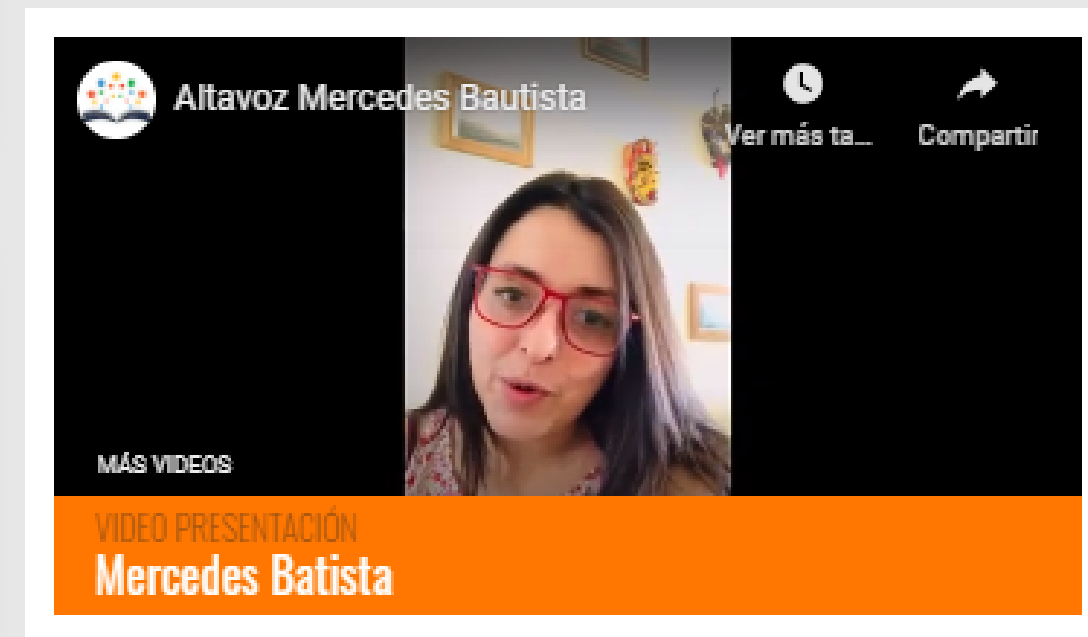 Altavoz Mercedes Bautista
Ver más ta...
Compartir
MÁS VIDEOS
VIDEO PRESENTACIÓN
Mercedes Batista